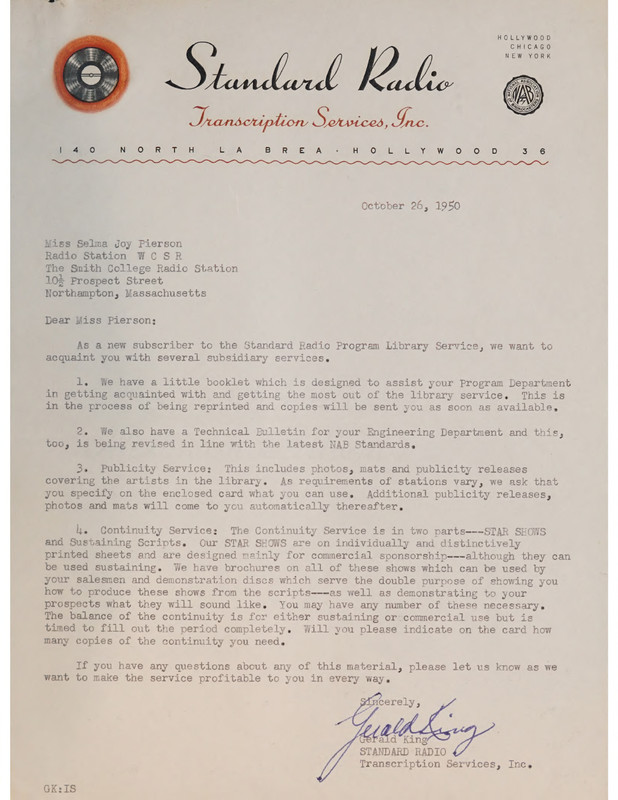 HOLLYWOOD
CHICAGO
NEW YORK
Standard Radio
NAB
Transcription Services, Inc.
140 NORTH LA BREA · HOLLYWOOD 36
October 26, 1950
Miss Selma Joy Pierson
Radio Station W C S R
The Smith College Radio Station
10½ Prospect Street
Northampton, Massachusetts
Dear Miss Pierson:
As a new subscriber to the Standard Radio Program Library Service, we want to
acquaint you with several subsidiary services.
1. We have a little booklet which is designed to assist your Program Department
in getting acquainted with and getting the most out of the library service. This is
in the process of being reprinted and copies will be sent you as soon as available.
2. We also have a Technical Bulletin for your Engineering Department and this,
too, is being revised in line with the latest NAB Standards.
3. Publicity Service: This includes photos, mats and publicity releases
covering the artists in the library. As requirements of stations vary, we ask that
you specify on the enclosed card what you can use. Additional publicity releases,
photos and mats will come to you automatically thereafter.
4. Continuity Service: The Continuity Service is in two parts---STAR SHOWS
and Sustaining Scripts. Our STAR SHOWS are on individually and distinctively
printed sheets and are designed mainly for commercial sponsorship---although they can
be used sustaining. We have brochures on all of these shows which can be used by
your salesmen and demonstration discs which serve the double purpose of showing you
how to produce these shows from the scripts---as well as demonstrating to your
prospects what they will sound like. You may have any number of these necessary.
The balance of the continuity is for either sustaining or commercial use but is
timed to fill out the period completely. Will you please indicate on the card how
many copies of the continuity you need.
If you have any questions about any of this material, please let us know as we
want to make the service profitable to you in every way.
Sincerely,
Gerald King
Gerald King
STANDARD RADIO
Transcription Services, Inc.
GK:IS